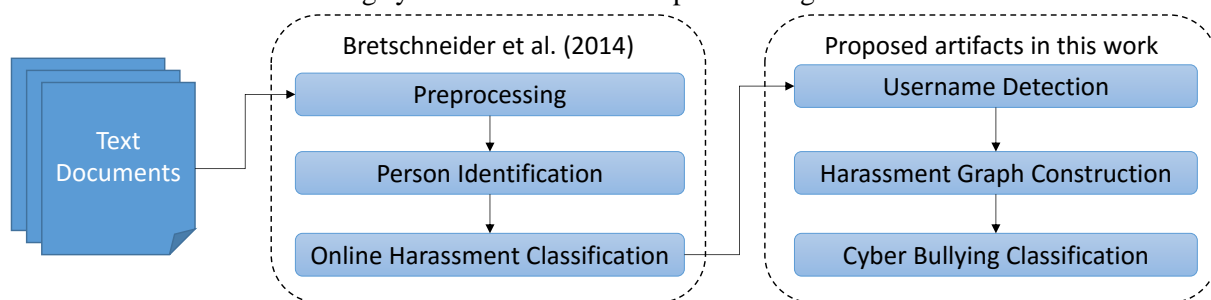 Text
Documents
Bretschneider et al. (2014)
Preprocessing
Person Identification
Online Harassment Classification
Proposed artifacts in this work
Username Detection
Harassment Graph Construction
Cyber Bullying Classification